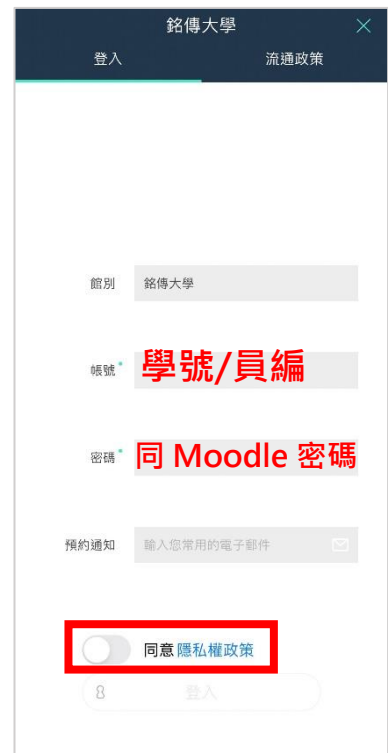 銘傳大學
登入 流通政策
館別 銘傳大學
帳號* 學號/員編
密碼* 同 Moodle 密碼
預約通知 輸入您常用的電子郵件
同意隱私權政策
登入